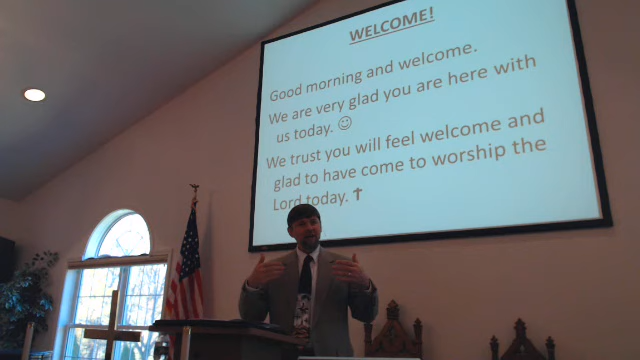 WELCOME!
Good morning and welcome.
We are very glad you are here with
us today. ☺
We trust you will feel welcome and
glad to have come to worship the
Lord today. ✝